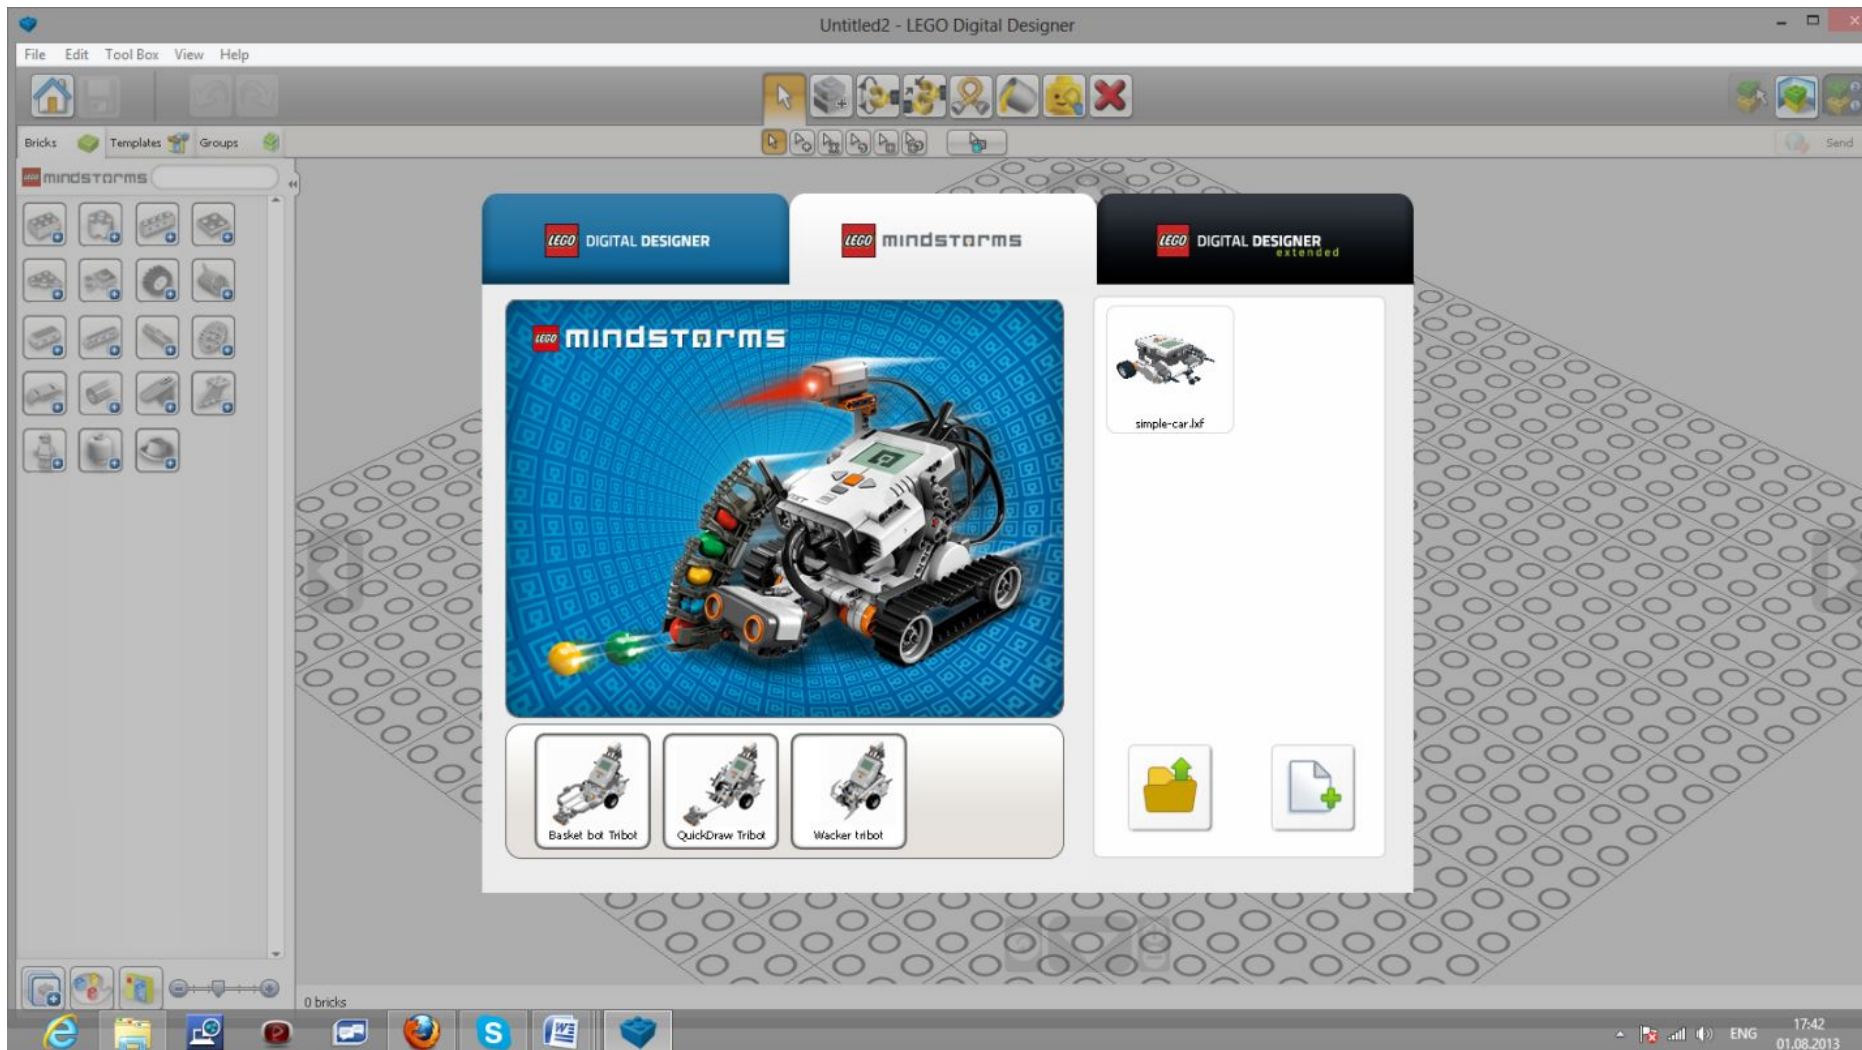 Untitled2 - LEGO Digital Designer
File Edit Tool Box View Help
Bricks Templates Groups
Send
LEGO mindstorms
LEGO DIGITAL DESIGNER
LEGO mindstorms
LEGO DIGITAL DESIGNER
extended
LEGO mindstorms
simple-car.lxf
Basket bot Tribot
QuickDraw Tribot
Wacker tribot
0 bricks
ENG
17:42
01.08.2013